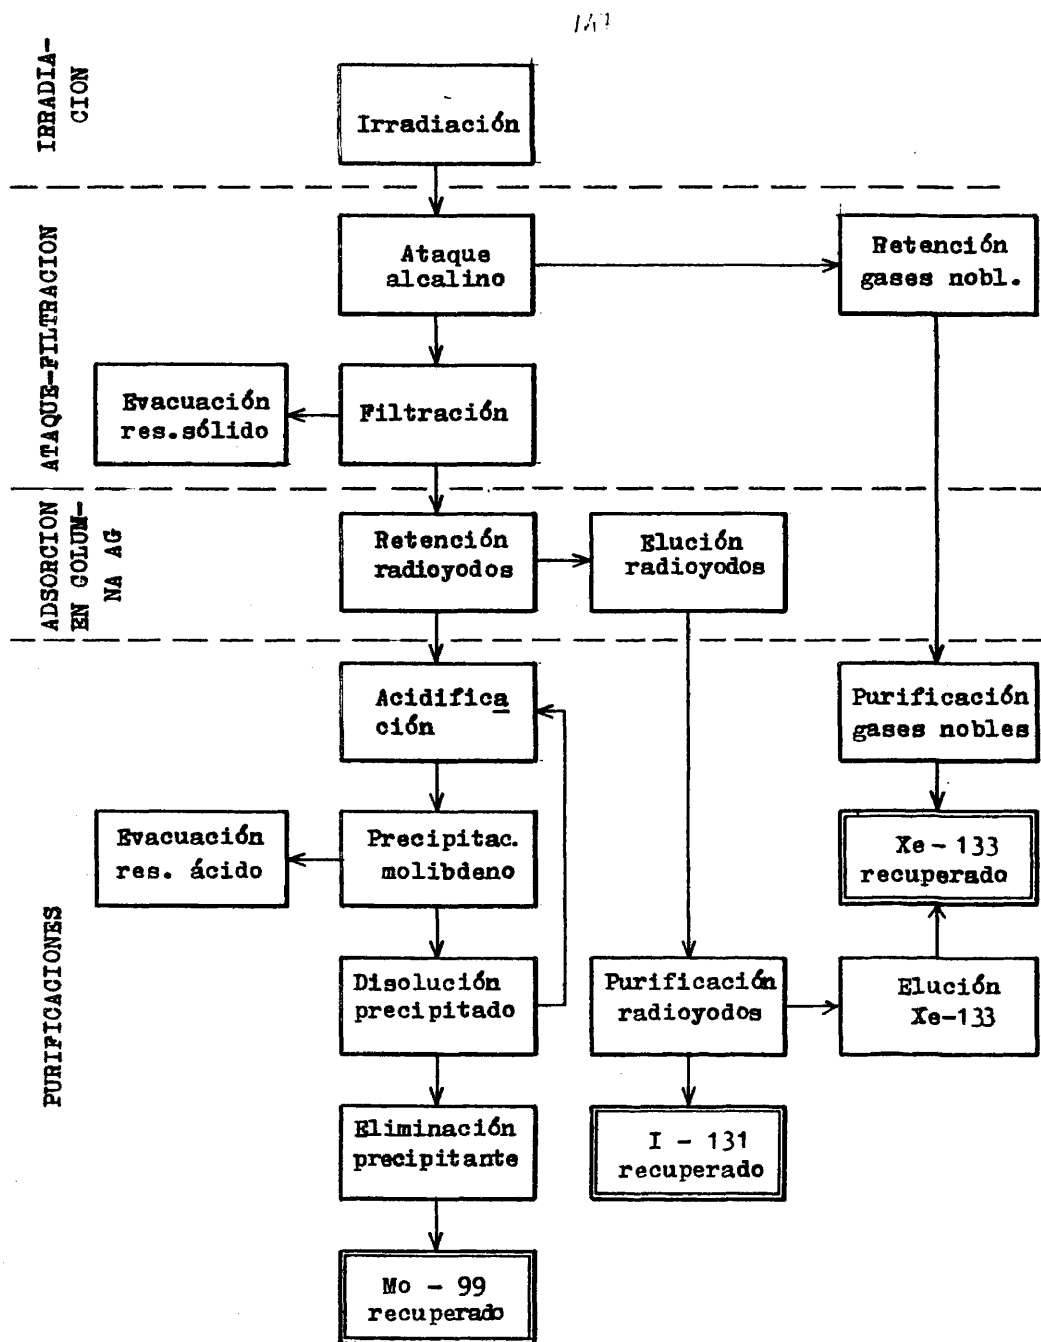 IRRADIA-
CION
Irradiación
ATAQUE-FILTRACION
Ataque
alcalino
Retención
gases nobl.
Evacuación
res.sólido
Filtración
ADSORCION
EN GOLUM-
NA AG
Retención
radioyodos
Elución
radioyodos
PURIFICACIONES
Acidifica
ción
Purificación
gases nobles
Evacuación
res. ácido
Precipitac.
molibdeno
Xe - 133
recuperado
Disolución
precipitado
Purificación
radioyodos
Elución
Xe-133
Eliminación
precipitante
I - 131
recuperado
Mo - 99
recuperado